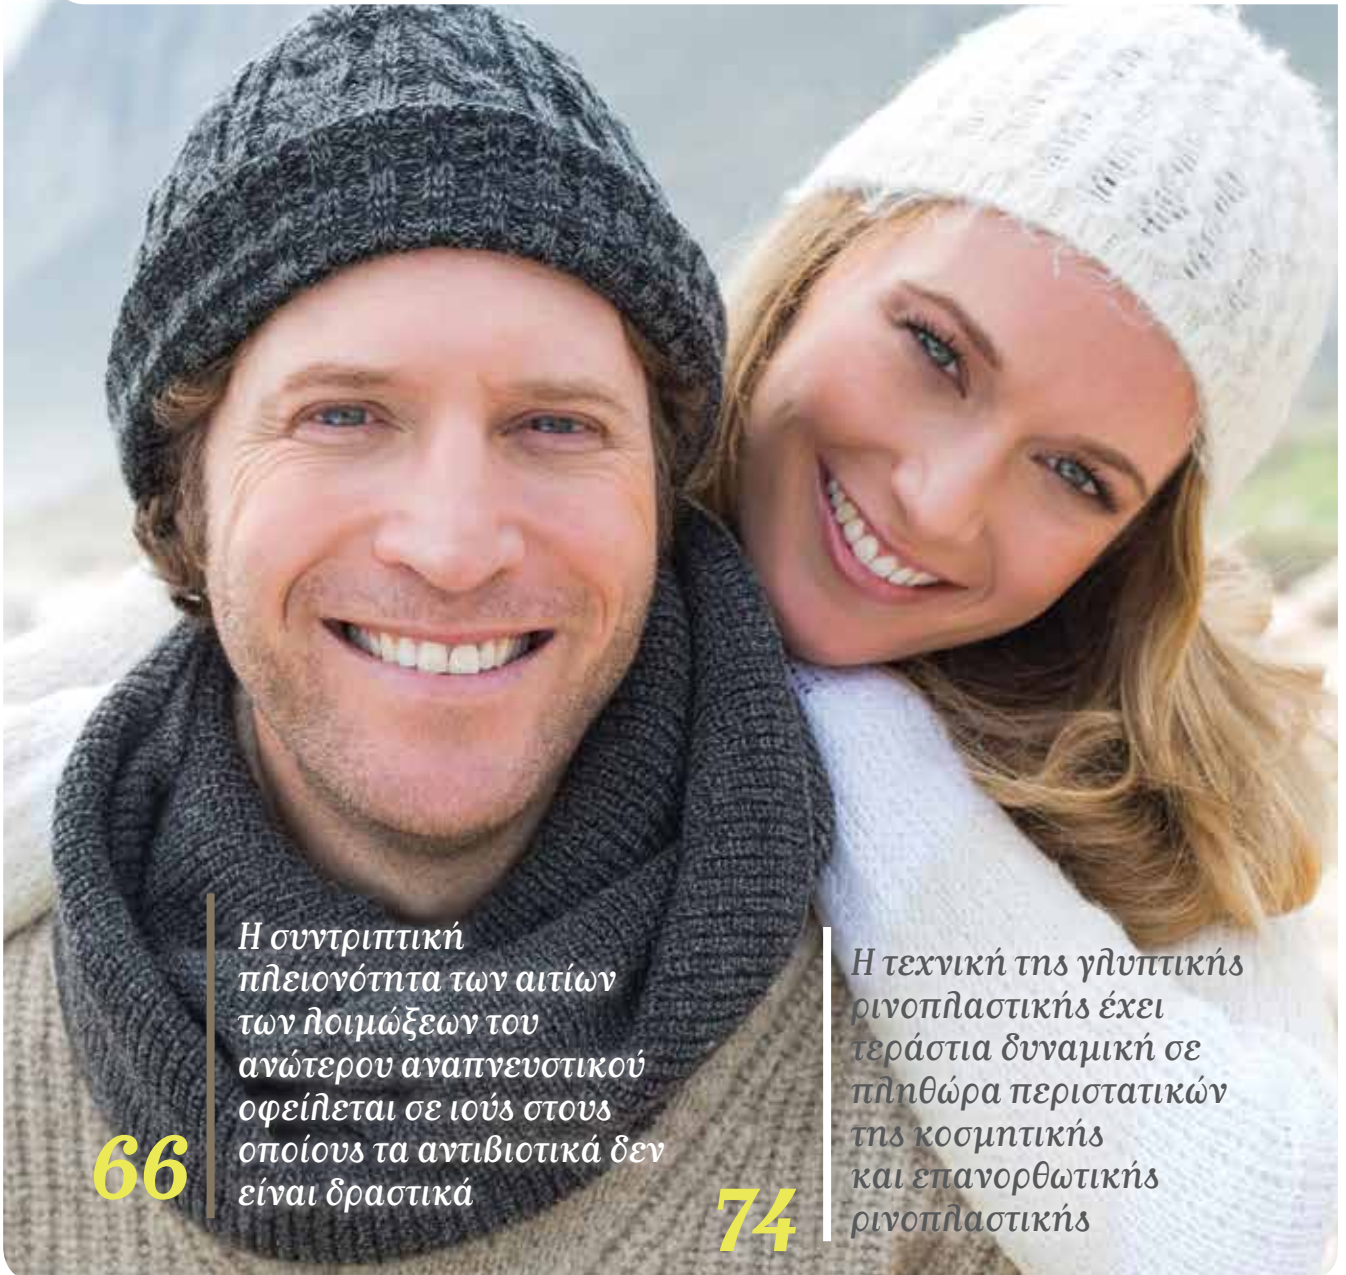 Η συντριπτική
πλειονότητα των αιτίων
των λοιμώξεων του
ανώτερου αναπνευστικού
οφείλεται σε ιούς στους
οποίους τα αντιβιοτικά δεν
είναι δραστικά
66
Η τεχνική της γλυπτικής
ρινοπλαστικής έχει
τεράστια δυναμική σε
πληθώρα περιστατικών
της κοσμητικής
και επανορθωτικής
ρινοπλαστικής
74